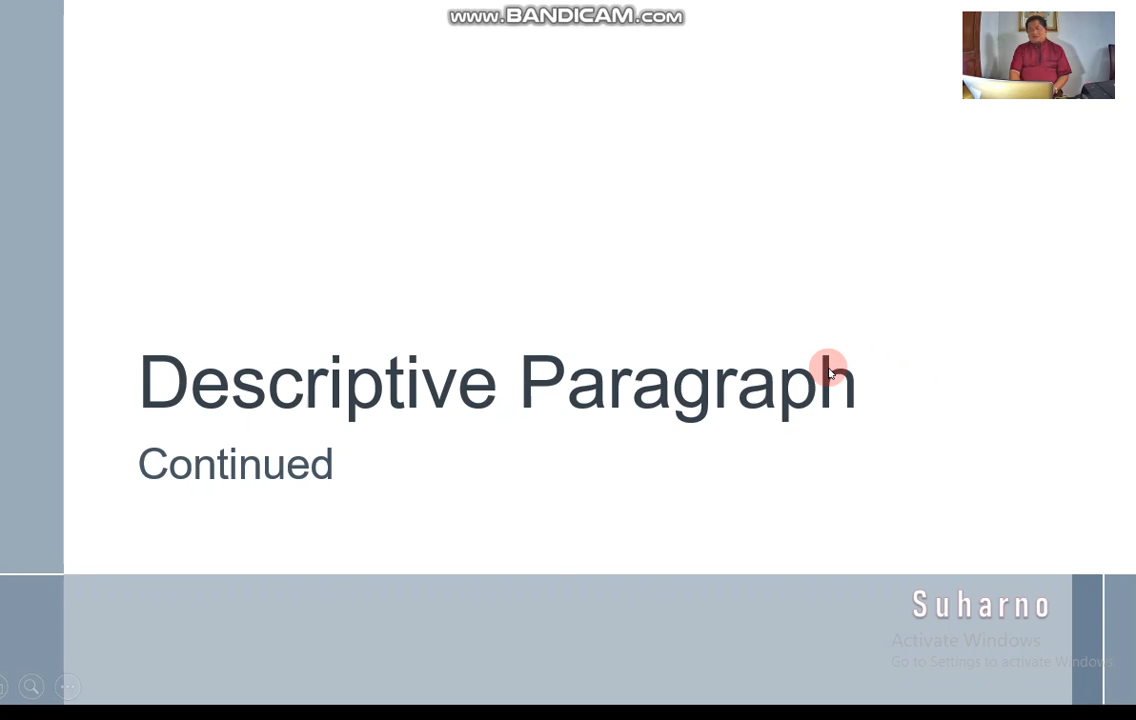 www.BANDICAM.com
Descriptive Paragraph
Continued
Suharno
Activate Windows
Go to Settings to activate Windows.